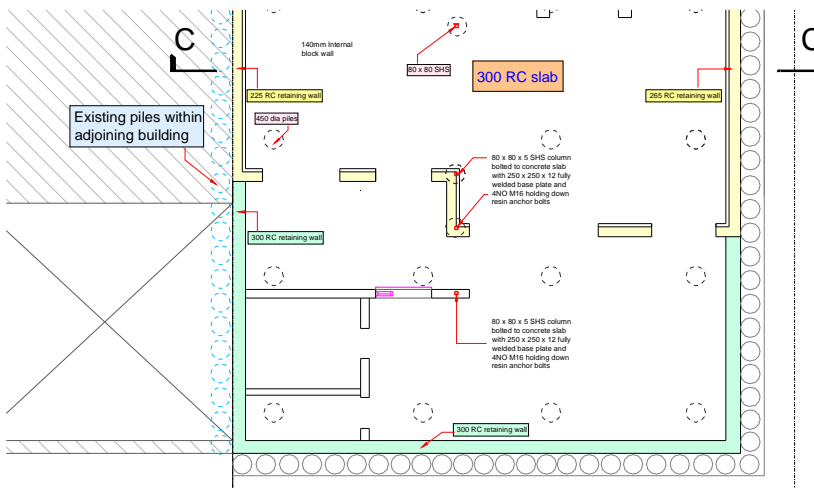 C
C
140mm Internal
block wall
80 x 80 SHS
300 RC slab
225 RC retaining wall
265 RC retaining wall
Existing piles within
adjoining building
450 dia piles
80 x 80 x 5 SHS column
bolted to concrete slab
with 250 x 250 x 12 fully
welded base plate and
4NO M16 holding down
resin anchor bolts
300 RC retaining wall
80 x 80 x 5 SHS column
bolted to concrete slab
with 250 x 250 x 12 fully
welded base plate and
4NO M16 holding down
resin anchor bolts
300 RC retaining wall